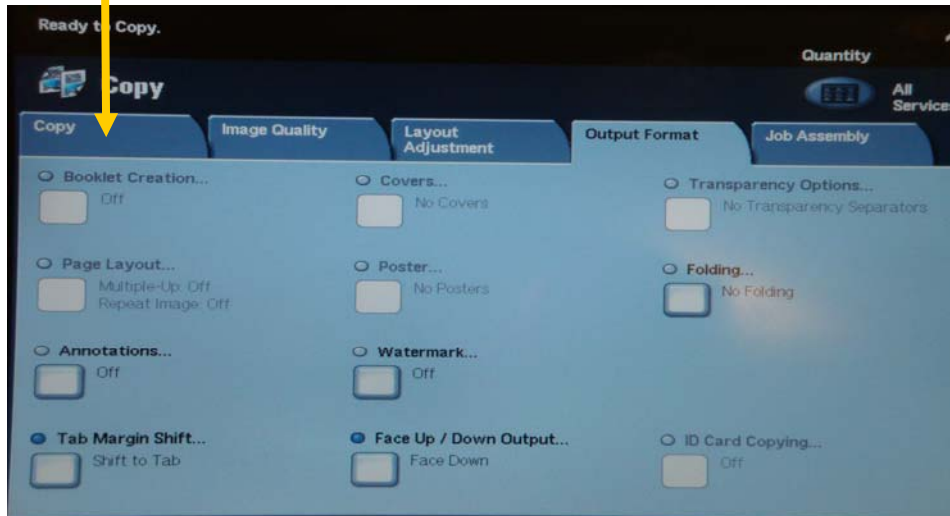 Ready to Copy.
Quantity
Copy
All
Service
Copy
Image Quality
Layout
Adjustment
Output Format
Job Assembly
Booklet Creation...
Off
Covers...
No Covers
Transparency Options...
No Transparency Separators
Page Layout...
Multiple-Up: Off
Repeat Image: Off
Poster...
No Posters
Folding...
No Folding
Annotations...
Off
Watermark...
Off
Tab Margin Shift...
Shift to Tab
Face Up / Down Output...
Face Down
ID Card Copying...
Off